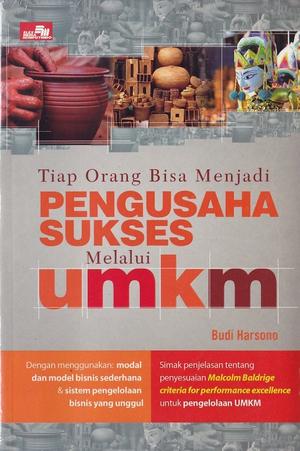 Tiap Orang Bisa Menjadi
PENGUSAHA
SUKSES
Melalui
umkm
Budi Harsono
Dengan menggunakan: modal
dan model bisnis sederhana
& sistem pengelolaan
bisnis yang unggul
Simak penjelasan tentang
penyesuaian Malcolm Baldrige
criteria for performance excellence
untuk pengelolaan UMKM